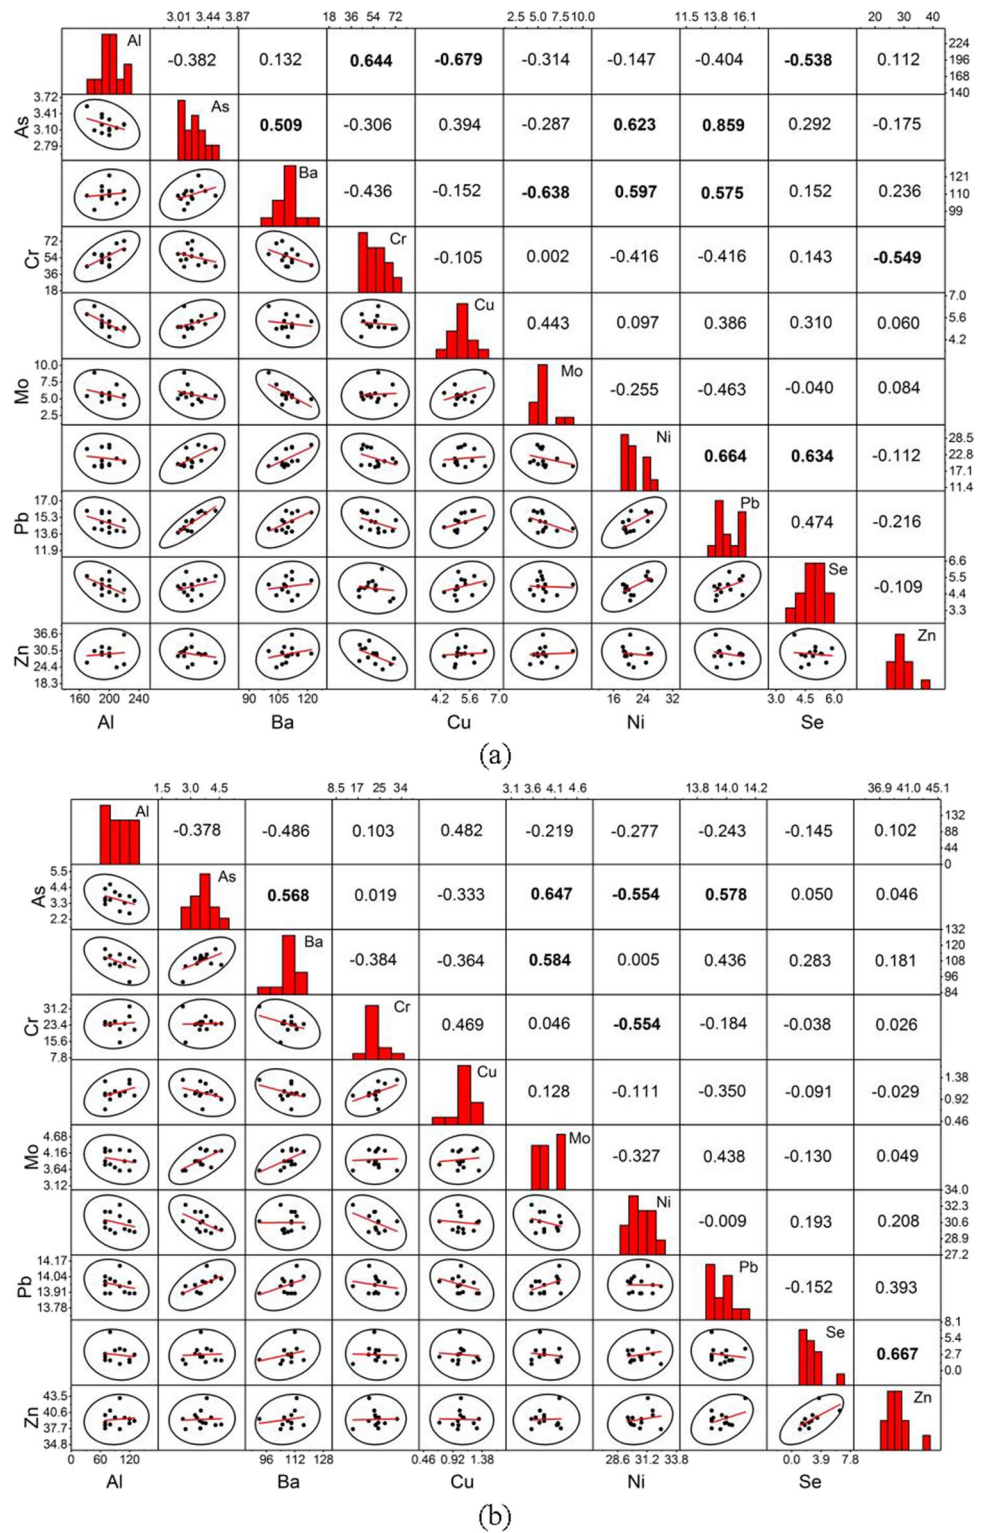 3.01 3.44 3.87 18 36 54 72 2.5 5.0 7.5 10.0 11.5 13.8 16.1 20 30 40
Al -0.382 0.132 0.644 -0.679 -0.314 -0.147 -0.404 -0.538 0.112 224 196 168 140
As 3.72 3.41 3.10 2.79 As 0.509 -0.306 0.394 -0.287 0.623 0.859 0.292 -0.175
Ba -0.436 -0.152 -0.638 0.597 0.575 0.152 0.236 121 110 99
Cr 72 54 36 18 Cr -0.105 0.002 -0.416 -0.416 0.143 -0.549
Cu 0.443 0.097 0.386 0.310 0.060 7.0 5.6 4.2
Mo 10.0 7.5 5.0 2.5 Mo -0.255 -0.463 -0.040 0.084
Ni 0.664 0.634 -0.112 28.5 22.8 17.1 11.4
Pb 17.0 15.3 13.6 11.9 Pb 0.474 -0.216
Se -0.109 6.6 5.5 4.4 3.3
Zn 36.6 30.5 24.4 18.3 Zn
160 200 240 90 105 120 4.2 5.6 7.0 16 24 32 3.0 4.5 6.0
Al Ba Cu Ni Se
(a)
1.5 3.0 4.5 8.5 17 25 34 3.1 3.6 4.1 4.6 13.8 14.0 14.2 36.9 41.0 45.1
Al -0.378 -0.486 0.103 0.482 -0.219 -0.277 -0.243 -0.145 0.102 132 88 44 0
As 5.5 4.4 3.3 2.2 As 0.568 0.019 -0.333 0.647 -0.554 0.578 0.050 0.046
Ba -0.384 -0.364 0.584 0.005 0.436 0.283 0.181 132 120 108 96 84
Cr 31.2 23.4 15.6 7.8 Cr 0.469 0.046 -0.554 -0.184 -0.038 0.026
Cu 0.128 -0.111 -0.350 -0.091 -0.029 1.38 0.92 0.46
Mo 4.68 4.16 3.64 3.12 Mo -0.327 0.438 -0.130 0.049
Ni -0.009 0.193 0.208 34.0 32.3 30.6 28.9 27.2
Pb 14.17 14.04 13.91 13.78 Pb -0.152 0.393
Se 0.667 8.1 5.4 2.7 0.0
Zn 43.5 40.6 37.7 34.8 Zn
0 60 120 96 112 128 0.46 0.92 1.38 28.6 31.2 33.8 0.0 3.9 7.8
Al Ba Cu Ni Se
(b)